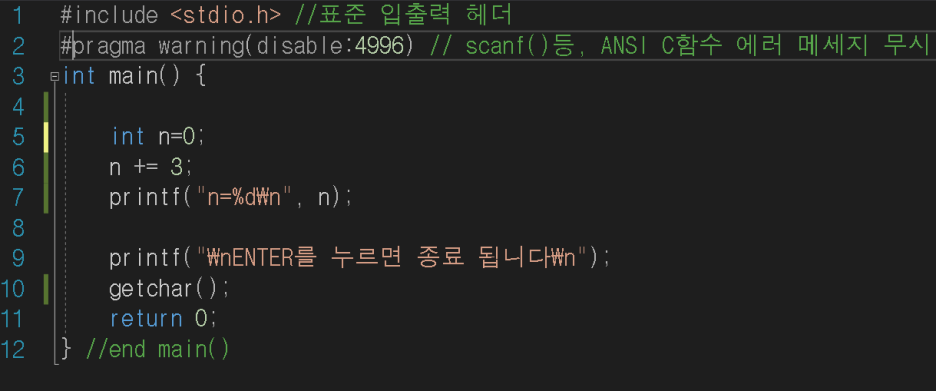 1 #include <stdio.h> //표준 입출력 헤더
2 #pragma warning(disable:4996) // scanf()등, ANSI C함수 에러 메세지 무시
3 int main() {
4
5 int n=0;
6 n += 3;
7 printf("n=%d₩n", n);
8
9 printf("₩nENTER를 누르면 종료 됩니다₩n");
10 getchar();
11 return 0;
12 } //end main()